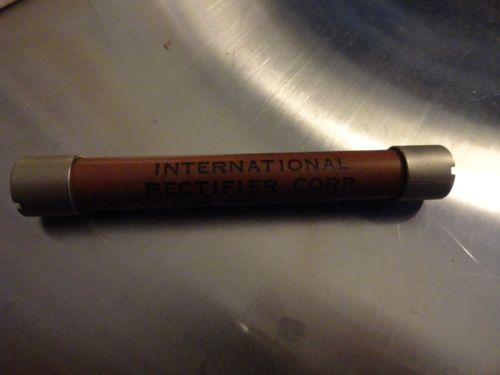 INTERNATIONAL
RECTIFIER CORP